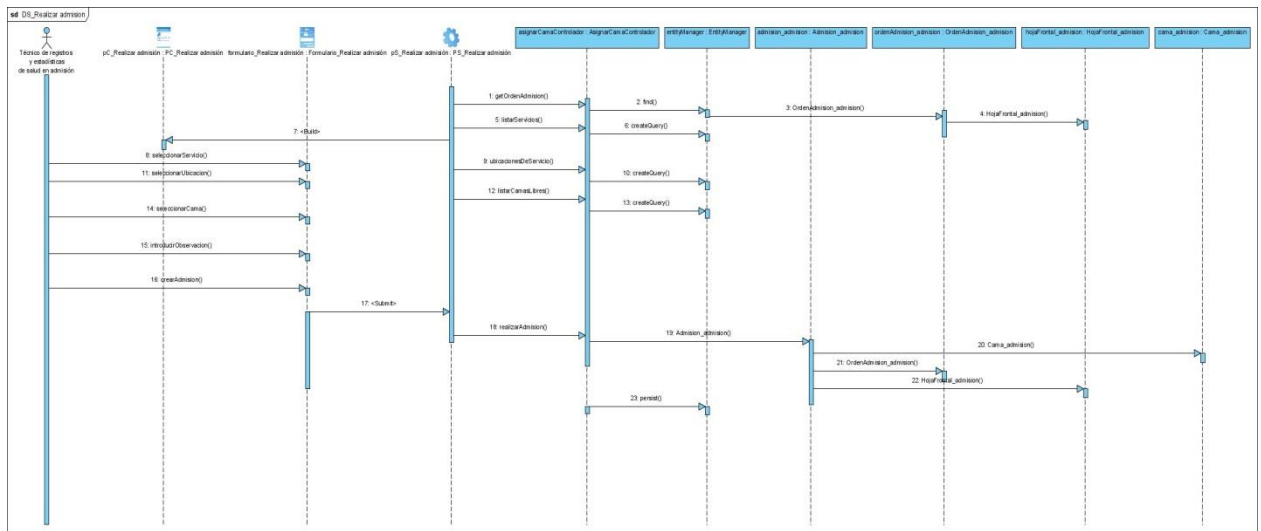 sd DS_Realizar admision
Técnico de registros
y estadísticas
de salud en admisión
pC_Realizar admisión : PC_Realizar admisión
formulario_Realizar admisión : Formulario_Realizar admisión
pS_Realizar admisión : PS_Realizar admisión
asignarCamaControlador : AsignarCamaControlador
entityManager : EntityManager
admision_admision : Admision_admision
ordenAdmision_admision : OrdenAdmision_admision
hojaFrontal_admision : HojaFrontal_admision
cama_admision : Cama_admision
1: getOrdenAdmision()
2: find()
3: OrdenAdmision_admision()
4: HojaFrontal_admision()
5: listarServicios()
6: createQuery()
7: <Build>
8: seleccionarServicio()
9: ubicacionesDeServicio()
10: createQuery()
11: seleccionarUbicacion()
12: listarCamasLibres()
13: createQuery()
14: seleccionarCama()
15: introducirObservacion()
16: crearAdmision()
17: <Submit>
18: realizarAdmision()
19: Admision_admision()
20: Cama_admision()
21: OrdenAdmision_admision()
22: HojaFrontal_admision()
23: persist()